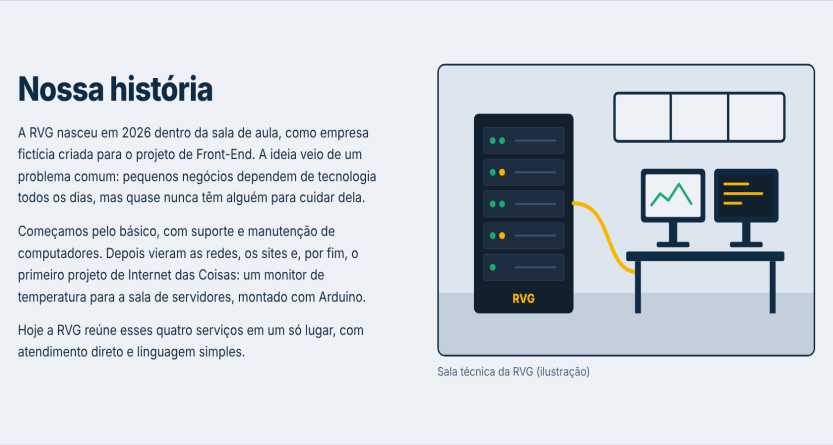 Nossa história
A RVG nasceu em 2026 dentro da sala de aula, como empresa
fictícia criada para o projeto de Front-End. A ideia veio de um
problema comum: pequenos negócios dependem de tecnologia
todos os dias, mas quase nunca têm alguém para cuidar dela.
Começamos pelo básico, com suporte e manutenção de
computadores. Depois vieram as redes, os sites e, por fim, o
primeiro projeto de Internet das Coisas: um monitor de
temperatura para a sala de servidores, montado com Arduino.
Hoje a RVG reúne esses quatro serviços em um só lugar, com
atendimento direto e linguagem simples.
RVG
Sala técnica da RVG (ilustração)